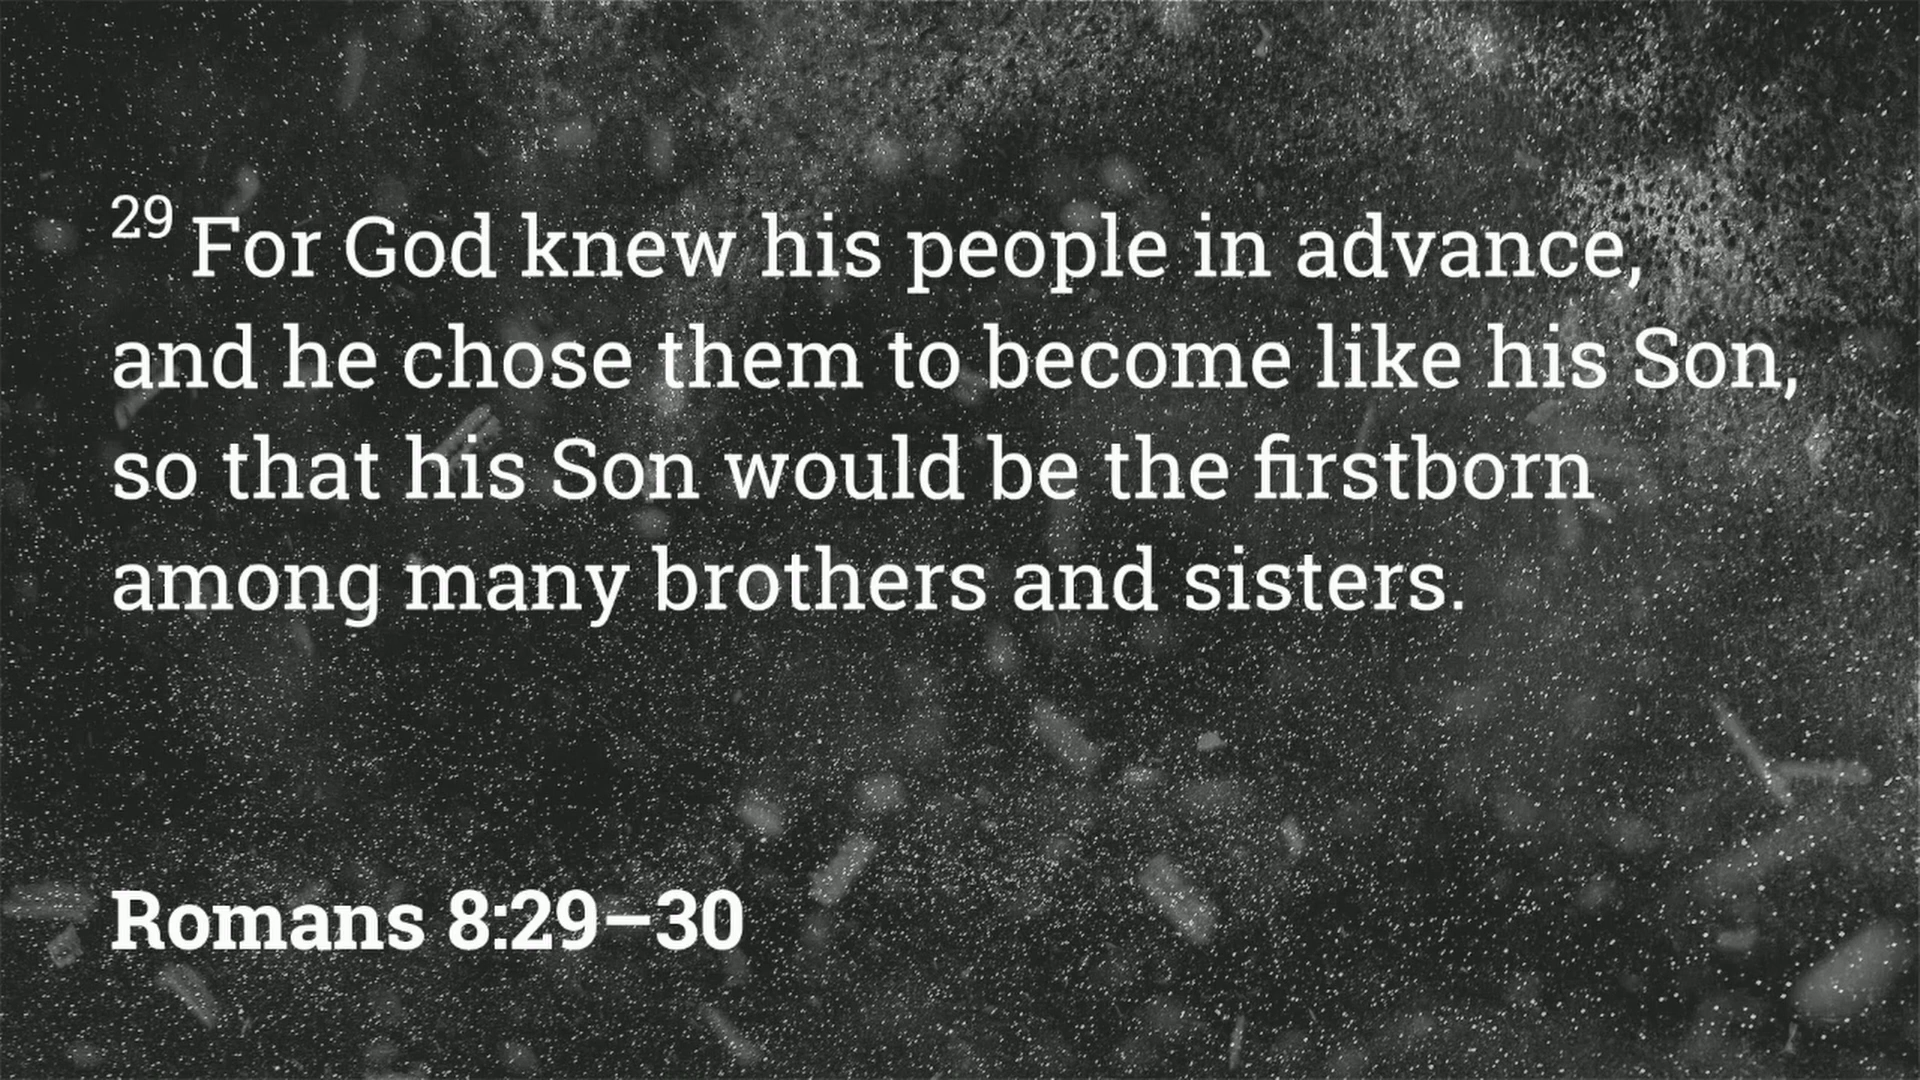 29 For God knew his people in advance,
and he chose them to become like his Son,
so that his Son would be the firstborn
among many brothers and sisters.
Romans 8:29–30